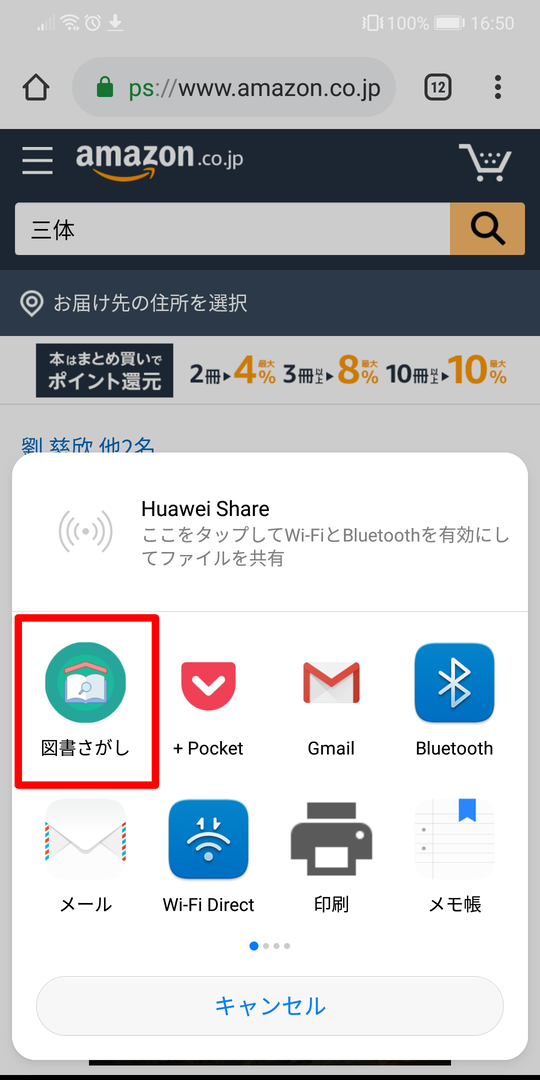 100% 16:50
ps://www.amazon.co.jp 12
amazon.co.jp
三体
お届け先の住所を選択
本はまとめ買いで
ポイント還元
2冊 最大4% 3冊以上 最大8% 10冊以上 最大10%
劉 慈欣 他2名
Huawei Share
ここをタップしてWi-FiとBluetoothを有効にし
てファイルを共有
図書さがし + Pocket Gmail Bluetooth
メール Wi-Fi Direct 印刷 メモ帳
キャンセル